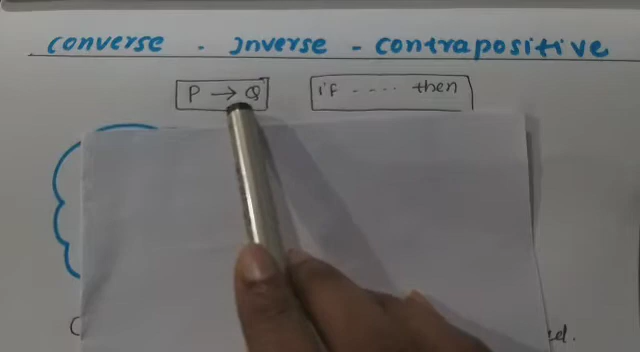 converse - Inverse - contrapositive
P → Q if ..... then